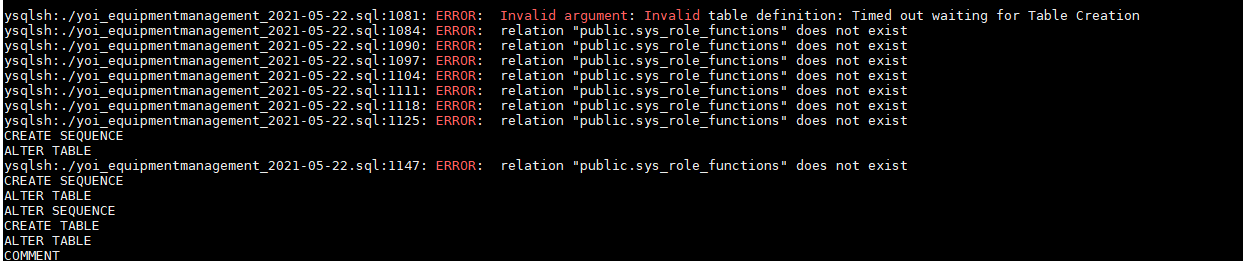 ysqlsh:./yoi_equipmentmanagement_2021-05-22.sql:1081: ERROR:  Invalid argument: Invalid table definition: Timed out waiting for Table Creation
ysqlsh:./yoi_equipmentmanagement_2021-05-22.sql:1084: ERROR:  relation "public.sys_role_functions" does not exist
ysqlsh:./yoi_equipmentmanagement_2021-05-22.sql:1090: ERROR:  relation "public.sys_role_functions" does not exist
ysqlsh:./yoi_equipmentmanagement_2021-05-22.sql:1097: ERROR:  relation "public.sys_role_functions" does not exist
ysqlsh:./yoi_equipmentmanagement_2021-05-22.sql:1104: ERROR:  relation "public.sys_role_functions" does not exist
ysqlsh:./yoi_equipmentmanagement_2021-05-22.sql:1111: ERROR:  relation "public.sys_role_functions" does not exist
ysqlsh:./yoi_equipmentmanagement_2021-05-22.sql:1118: ERROR:  relation "public.sys_role_functions" does not exist
ysqlsh:./yoi_equipmentmanagement_2021-05-22.sql:1125: ERROR:  relation "public.sys_role_functions" does not exist
CREATE SEQUENCE
ALTER TABLE
ysqlsh:./yoi_equipmentmanagement_2021-05-22.sql:1147: ERROR:  relation "public.sys_role_functions" does not exist
CREATE SEQUENCE
ALTER TABLE
ALTER SEQUENCE
CREATE TABLE
ALTER TABLE
COMMENT